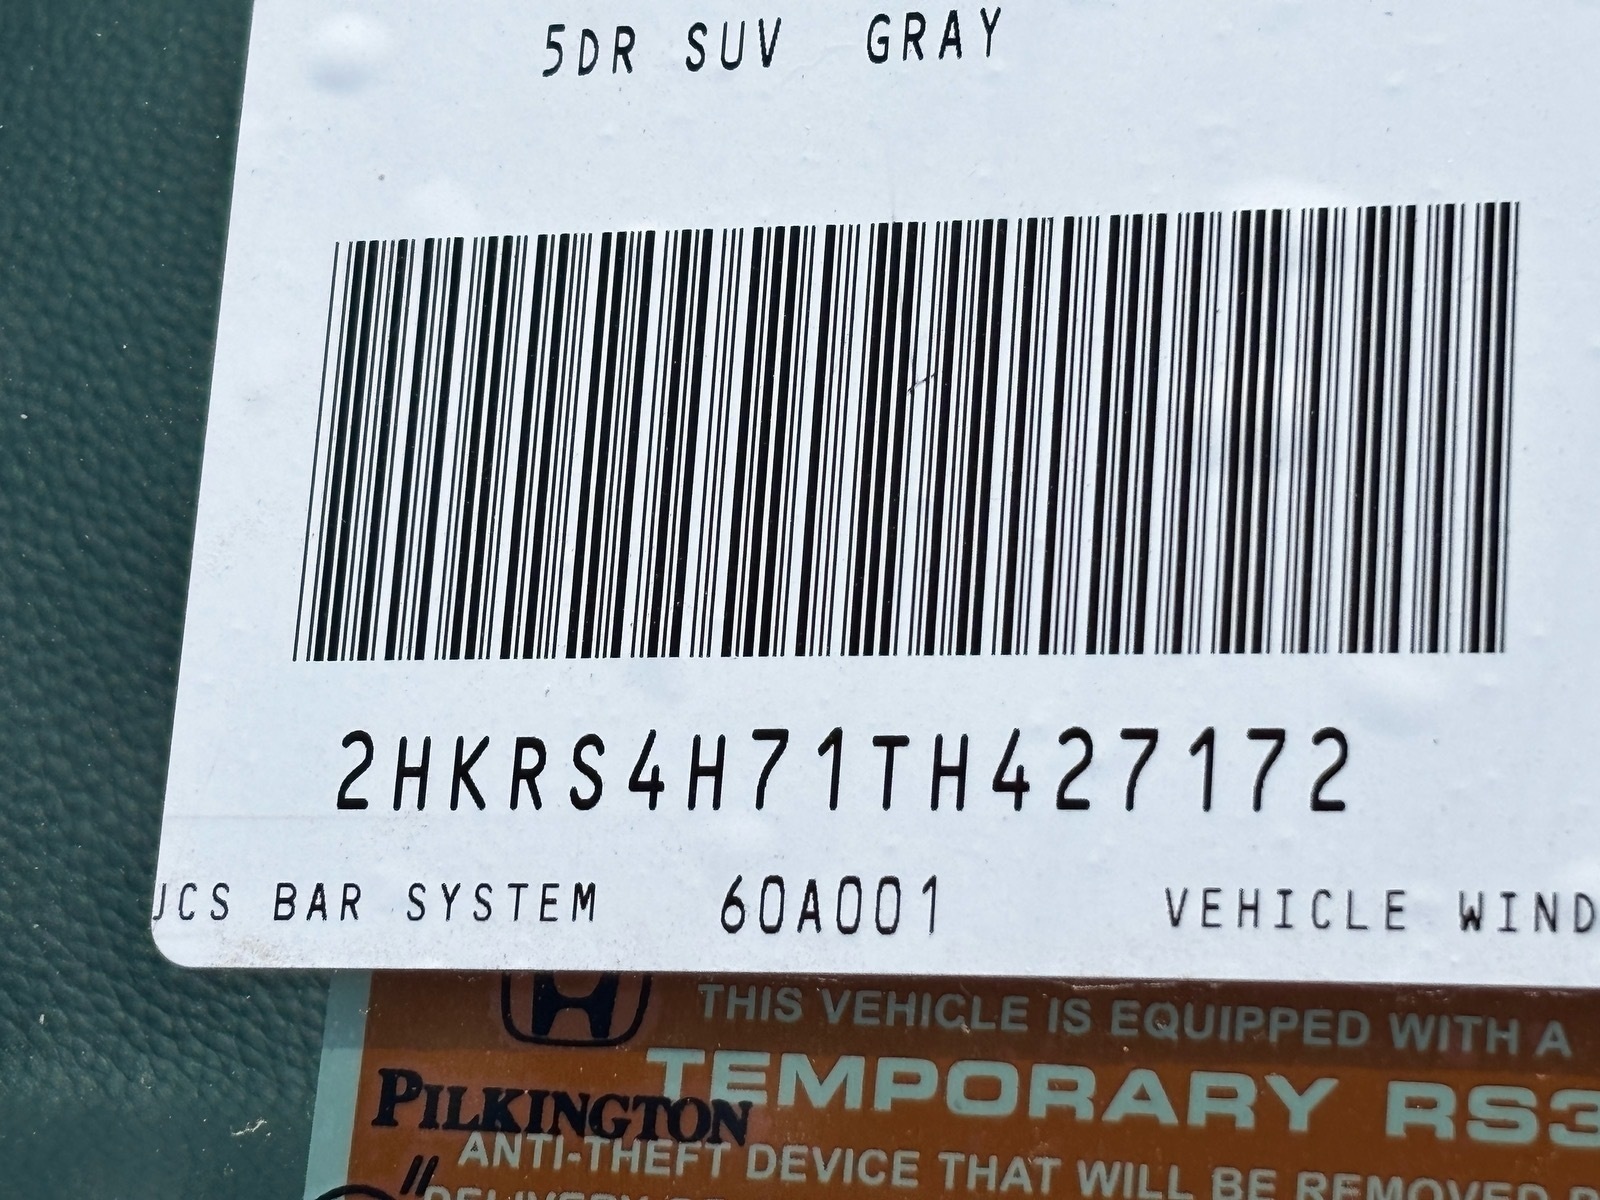 5DR SUV GRAY
2HKRS4H71TH427172
JCS BAR SYSTEM 60A001 VEHICLE WIND
THIS VEHICLE IS EQUIPPED WITH A
TEMPORARY RS3
PILKINGTON
ANTI-THEFT DEVICE THAT WILL BE REMOVED